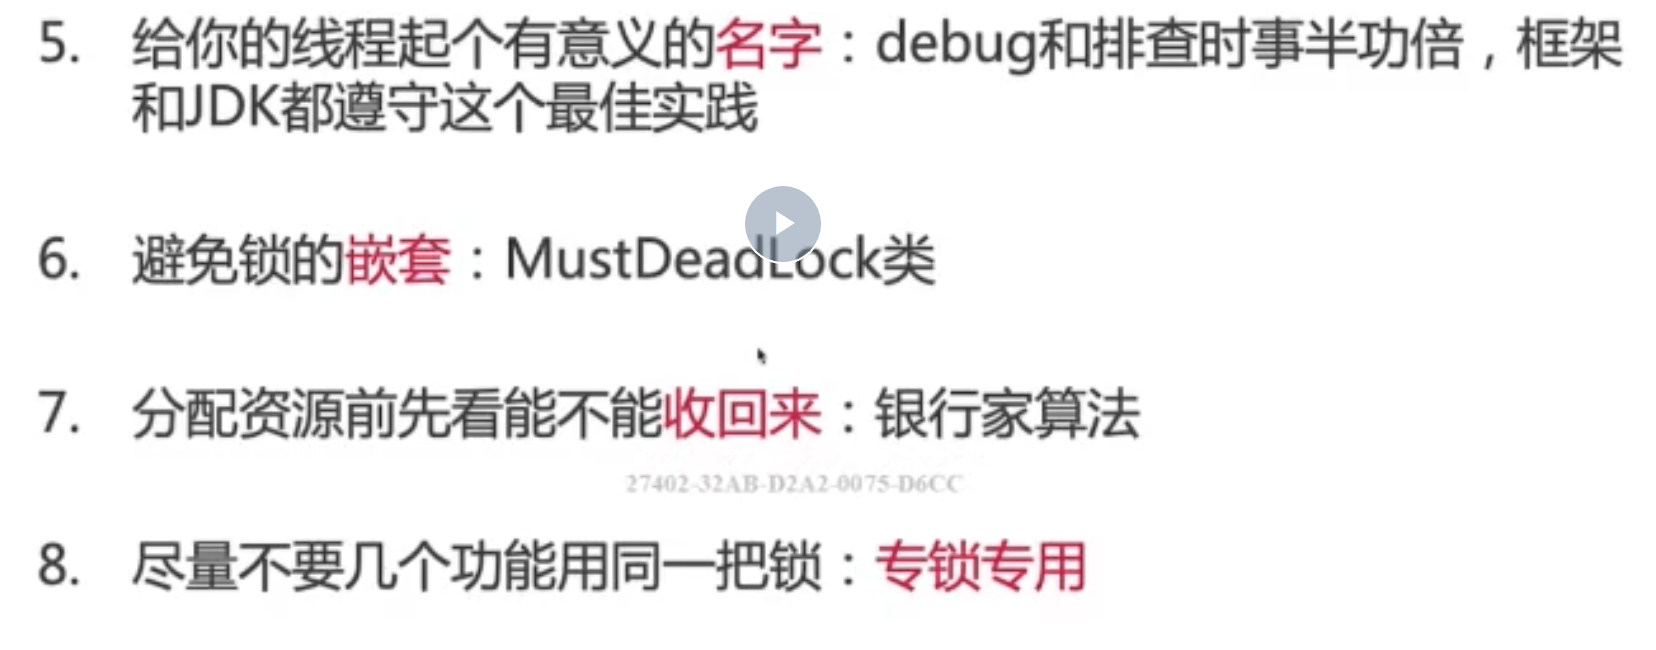 5. 给你的线程起个有意义的名字：debug和排查时事半功倍，框架
和JDK都遵守这个最佳实践
6. 避免锁的嵌套：MustDeadLock类
7. 分配资源前先看能不能收回来：银行家算法
27402-32AB-D2A2-0075-D6CC
8. 尽量不要几个功能用同一把锁：专锁专用